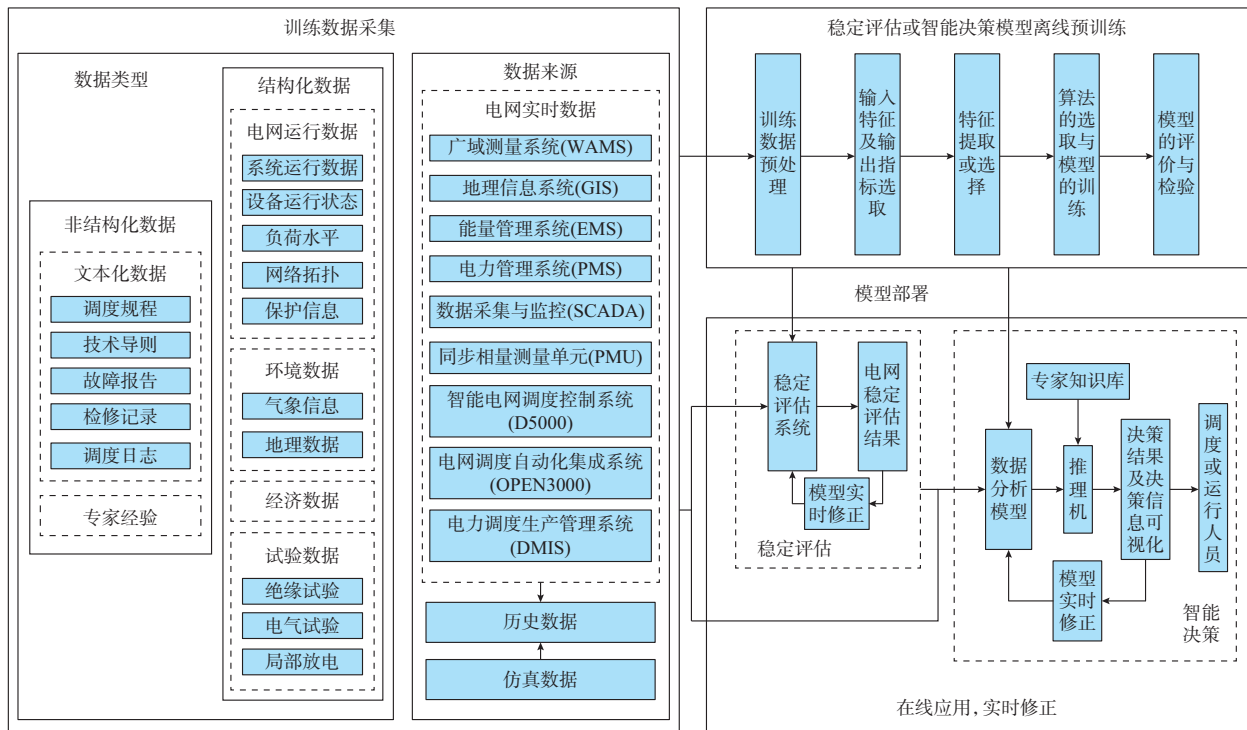 训练数据采集
数据类型
非结构化数据
文本化数据
调度规程
技术导则
故障报告
检修记录
调度日志
专家经验
结构化数据
电网运行数据
系统运行数据
设备运行状态
负荷水平
网络拓扑
保护信息
环境数据
气象信息
地理数据
经济数据
试验数据
绝缘试验
电气试验
局部放电
数据来源
电网实时数据
广域测量系统(WAMS)
地理信息系统(GIS)
能量管理系统(EMS)
电力管理系统(PMS)
数据采集与监控(SCADA)
同步相量测量单元(PMU)
智能电网调度控制系统
(D5000)
电网调度自动化集成系统
(OPEN3000)
电力调度生产管理系统
(DMIS)
历史数据
仿真数据
稳定评估或智能决策模型离线预训练
训练
数据
预处
理
输入
特征
及输
出指
标选
取
特征
提取
或选
择
算法
的选
取与
模型
的训
练
模型
的评
价与
检验
模型部署
稳定
评估
系统
电网
稳定
评估
结果
模型实
时修正
稳定评估
数据
分析
模型
专家知识库
推
理
机
决策
结果
及决
策信
息可
视化
调
度
或
运
行
人
员
模型
实时
修正
智能
决策
在线应用, 实时修正